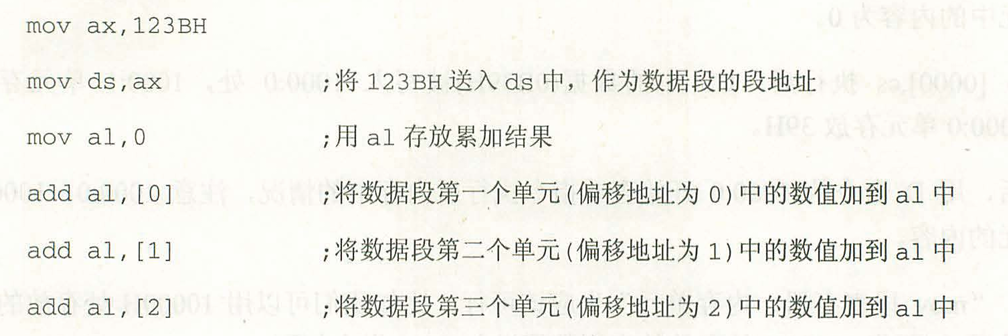 mov ax,123BH
mov ds,ax ;将 123BH 送入 ds 中,作为数据段的段地址
mov al,0 ;用 al 存放累加结果
add al,[0] ;将数据段第一个单元(偏移地址为 0)中的数值加到 al 中
add al,[1] ;将数据段第二个单元(偏移地址为 1)中的数值加到 al 中
add al,[2] ;将数据段第三个单元(偏移地址为 2)中的数值加到 al 中